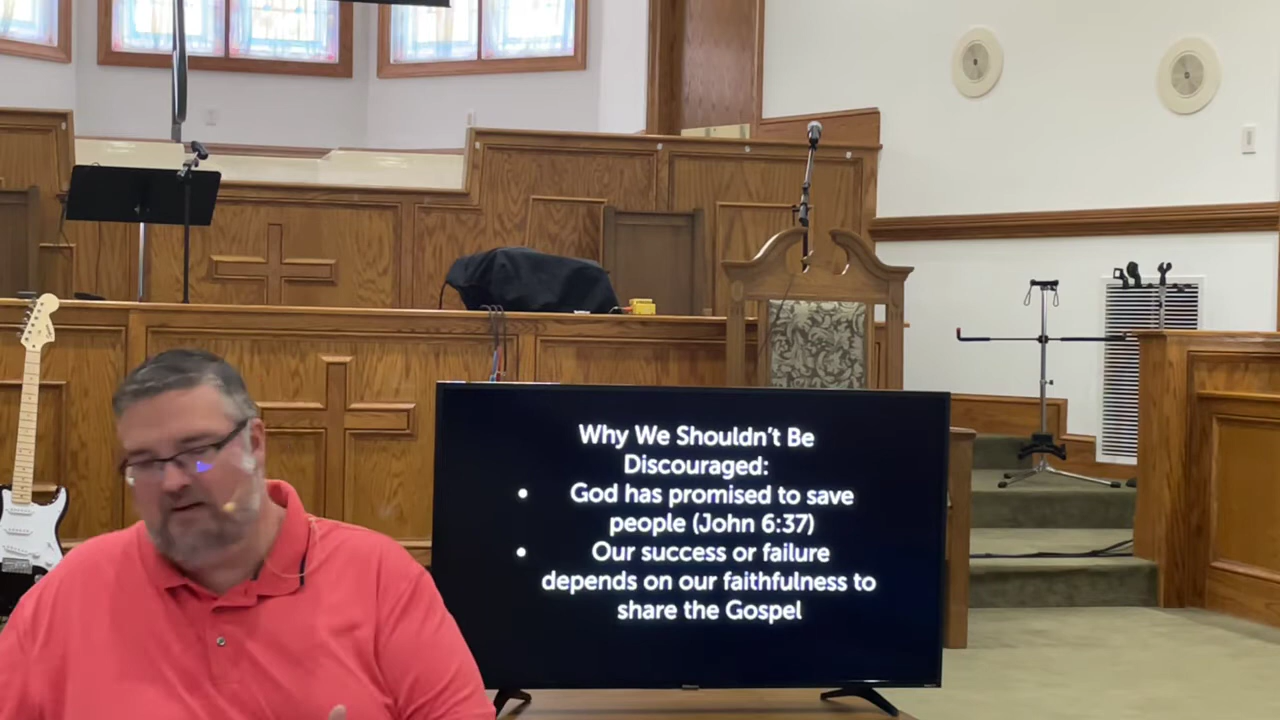 Why We Shouldn't Be
Discouraged:
• God has promised to save
people (John 6:37)
• Our success or failure
depends on our faithfulness to
share the Gospel